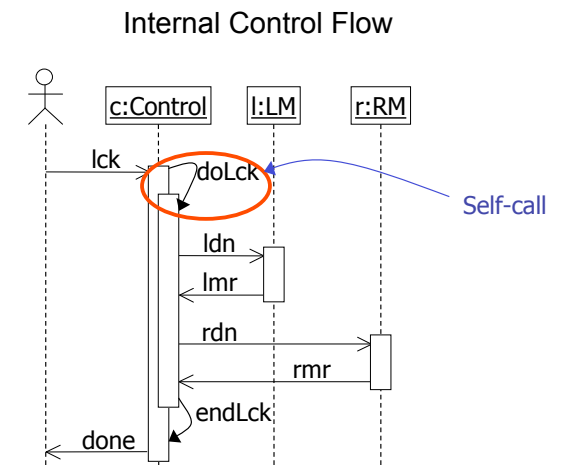 Internal Control Flow
c:Control
l:LM
r:RM
lck
doLck
Self-call
ldn
lmr
rdn
rmr
endLck
done